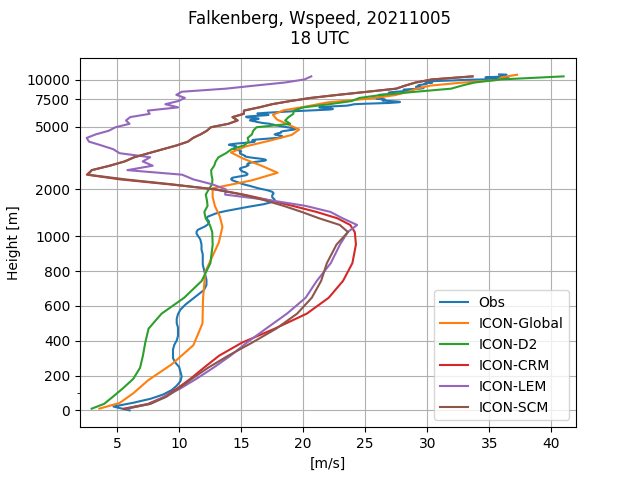 Falkenberg, Wspeed, 20211005
18 UTC
10000
7500
5000
2000
1000
800
600
400
200
0
Height [m]
5
10
15
20
25
30
35
40
[m/s]
Obs
ICON-Global
ICON-D2
ICON-CRM
ICON-LEM
ICON-SCM